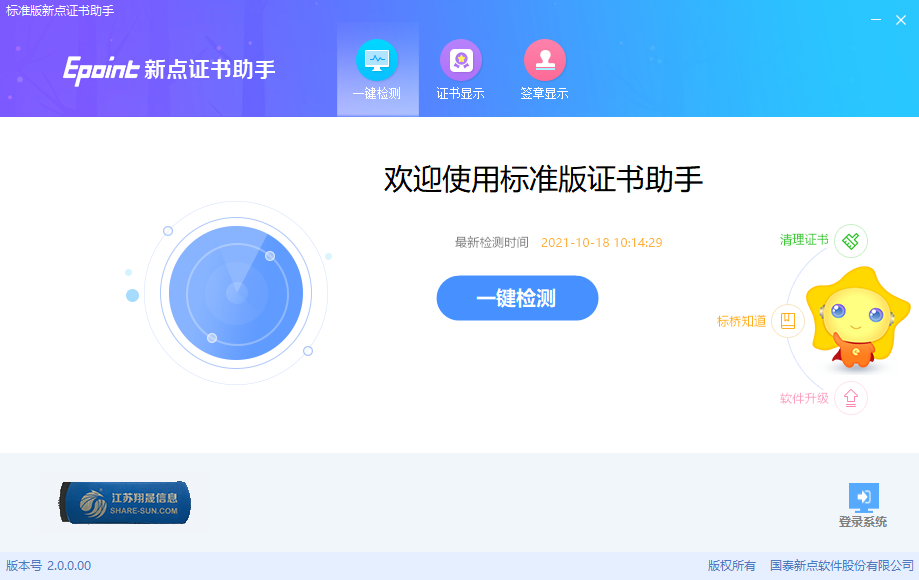 标准版新点证书助手
Epoint 新点证书助手
一键检测
证书显示
签章显示
欢迎使用标准版证书助手
最新检测时间 2021-10-18 10:14:29
一键检测
清理证书
标桥知道
软件升级
江苏翔晟信息
SHARE-SUN.COM
登录系统
版本号 2.0.0.00
版权所有 国泰新点软件股份有限公司